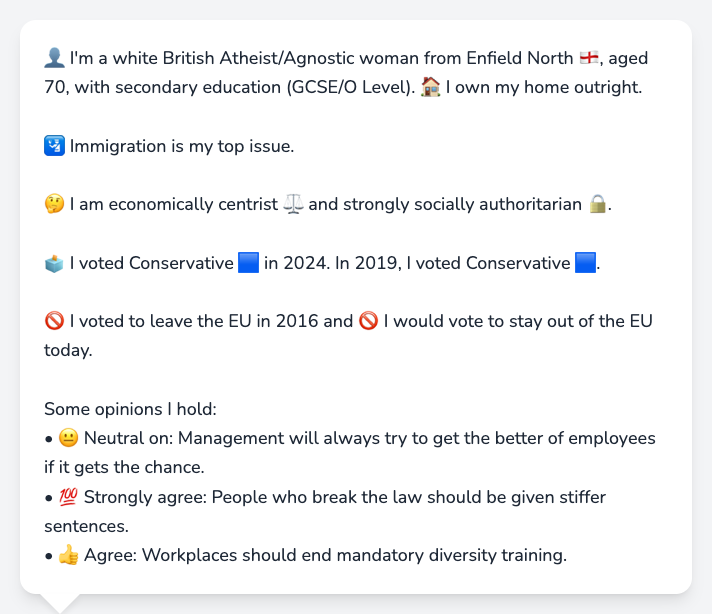 👤 I'm a white British Atheist/Agnostic woman from Enfield North 🏴󠁧󠁢󠁥󠁮󠁧󠁿, aged
70, with secondary education (GCSE/O Level). 🏠 I own my home outright.
🛂 Immigration is my top issue.
🤔 I am economically centrist ⚖️ and strongly socially authoritarian 🔒.
🗳️ I voted Conservative 🟦 in 2024. In 2019, I voted Conservative 🟦.
🚫 I voted to leave the EU in 2016 and 🚫 I would vote to stay out of the EU
today.
Some opinions I hold:
• 😐 Neutral on: Management will always try to get the better of employees
if it gets the chance.
• 💯 Strongly agree: People who break the law should be given stiffer
sentences.
• 👍 Agree: Workplaces should end mandatory diversity training.